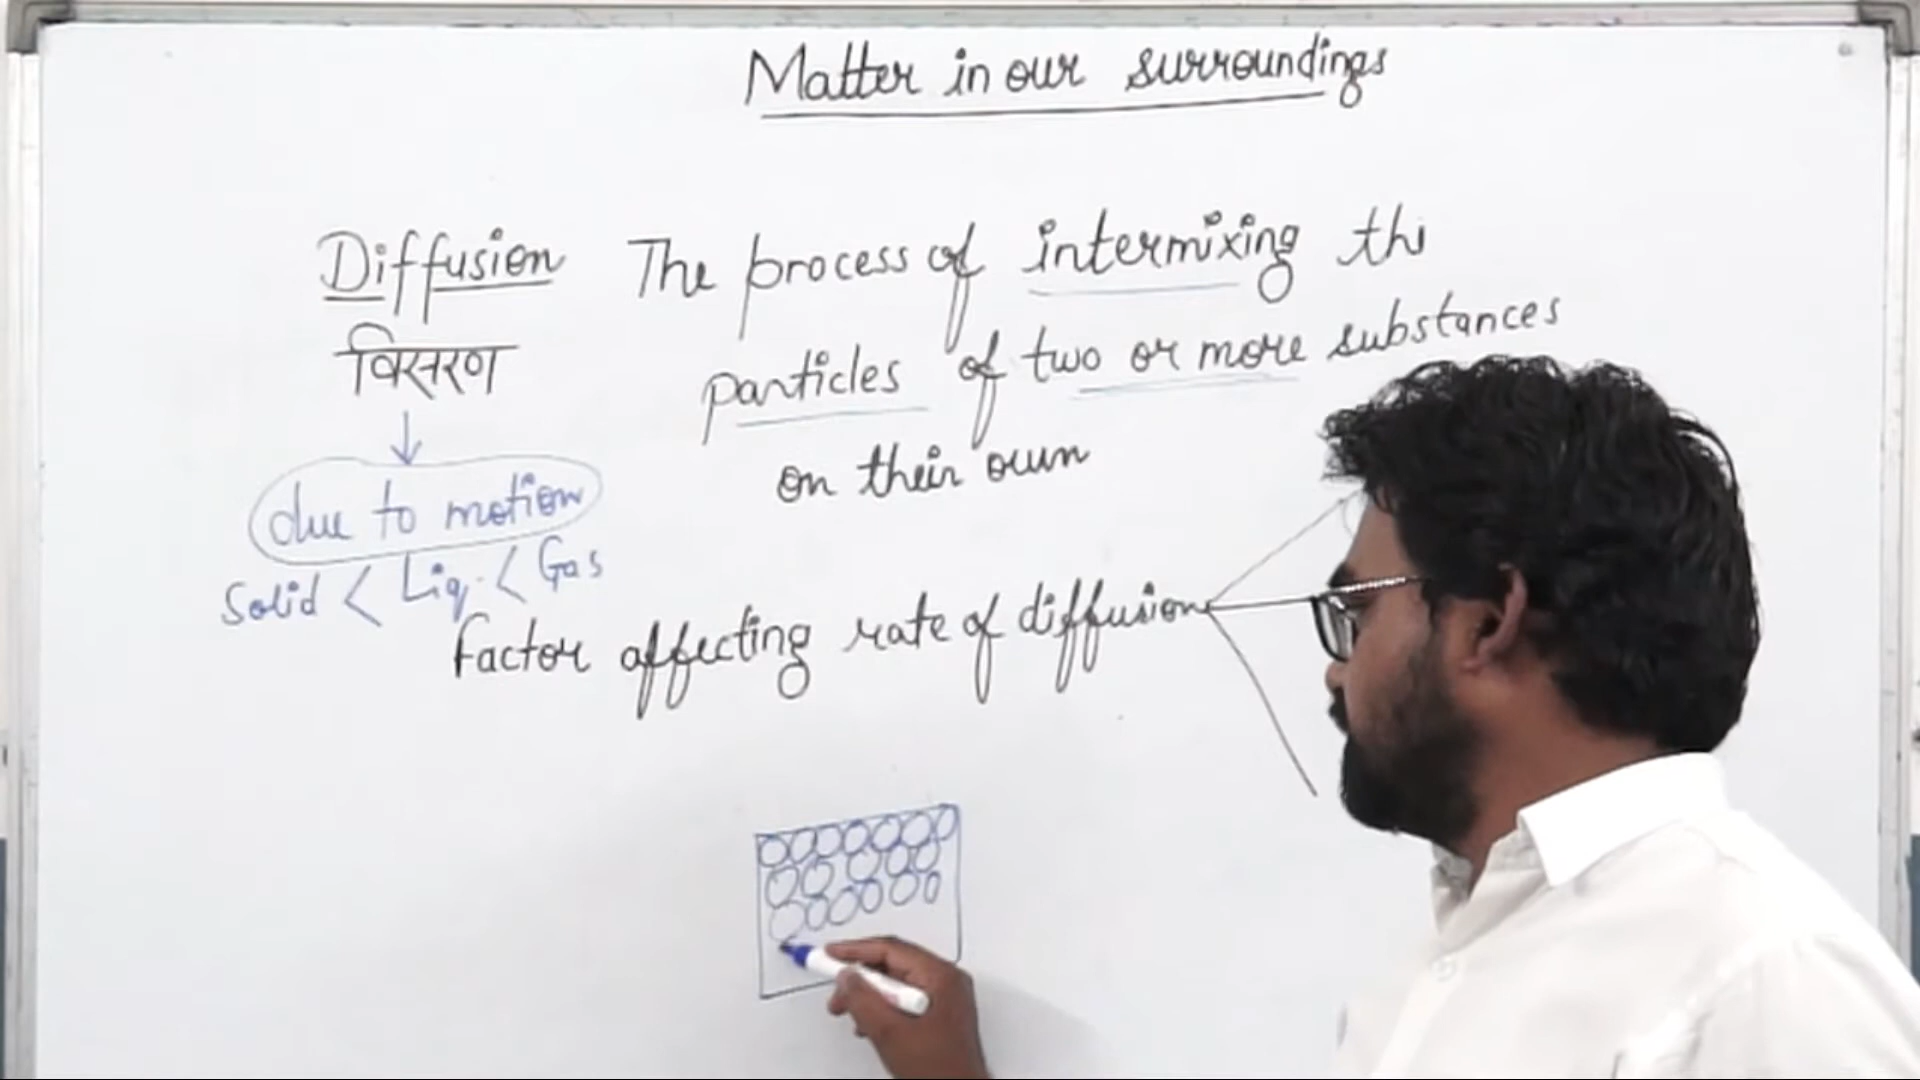 Matter in our surroundings
Diffusion The process of intermixing the
विसरण particles of two or more substances
on their own
due to motion
Solid < Liq. < Gas
factor affecting rate of diffusion